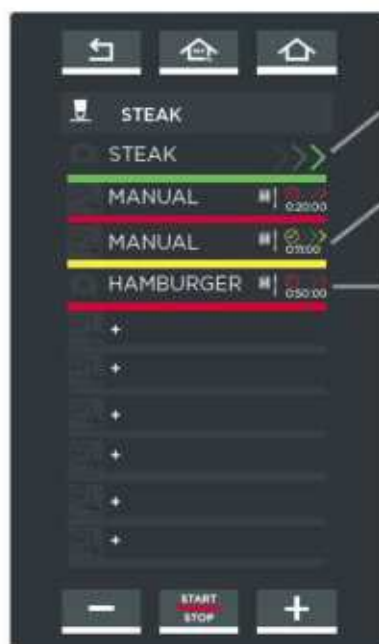 STEAK
STEAK
MANUAL 0:20:00
MANUAL 0:11:00
HAMBURGER 0:50:00
+
+
+
+
+
+
− START STOP +